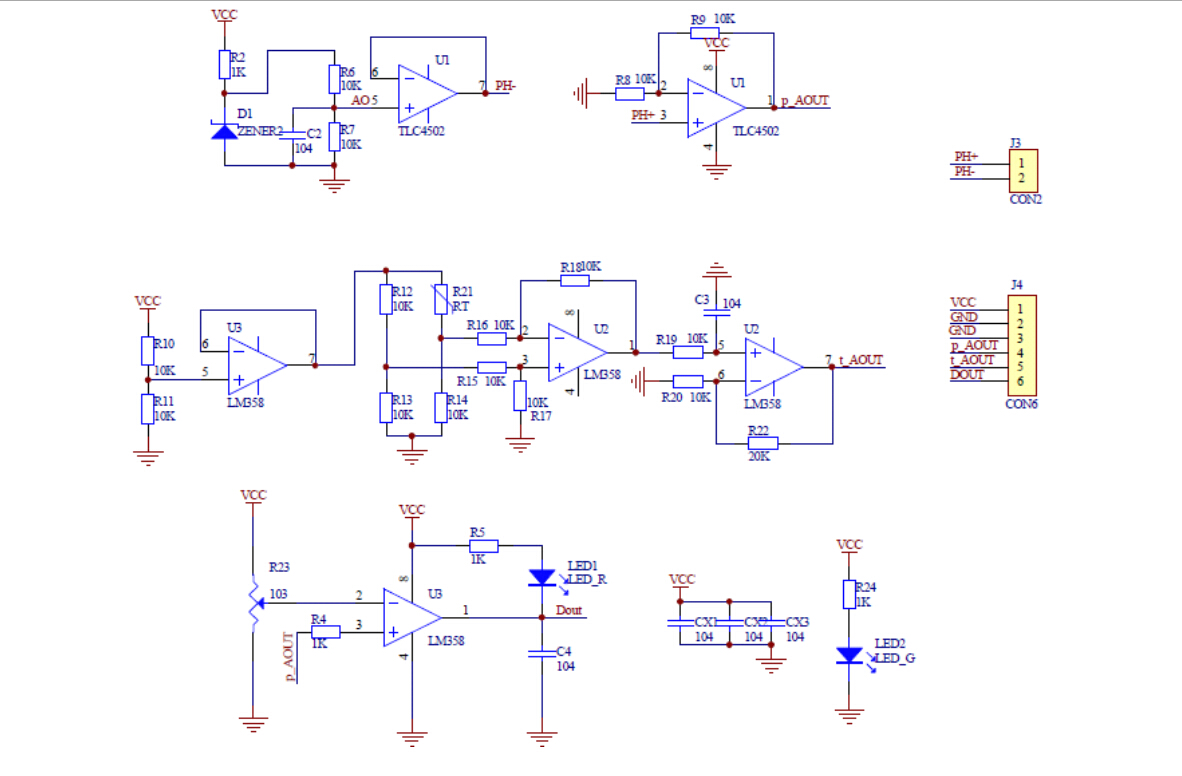 VCC
R2
1K
D1
ZENER2
C2
104
R6
10K
R7
10K
AO 5
6
7
U1
TLC4502
PH-
R9 10K
VCC
8
R8 10K
2
PH+ 3
U1
1
p_AOUT
TLC4502
4
J3
PH+
1
PH-
2
CON2
VCC
R10
10K
R11
10K
6
5
U3
7
LM358
R12
10K
R21
RT
R13
10K
R14
10K
R16 10K
R15 10K
R18 10K
2
3
8
4
U2
1
LM358
10K
R17
C3 104
R19 10K
5
6
R20 10K
U2
7
t_AOUT
LM358
R22
20K
J4
VCC
1
GND
2
GND
3
p_AOUT
4
t_AOUT
5
DOUT
6
CON6
VCC
R23
103
R4
1K
p_AOUT
2
3
VCC
8
4
U3
1
LM358
R5
1K
LED1
LED_R
Dout
C4
104
VCC
CX1
104
CX2
104
CX3
104
VCC
R24
1K
LED2
LED_G